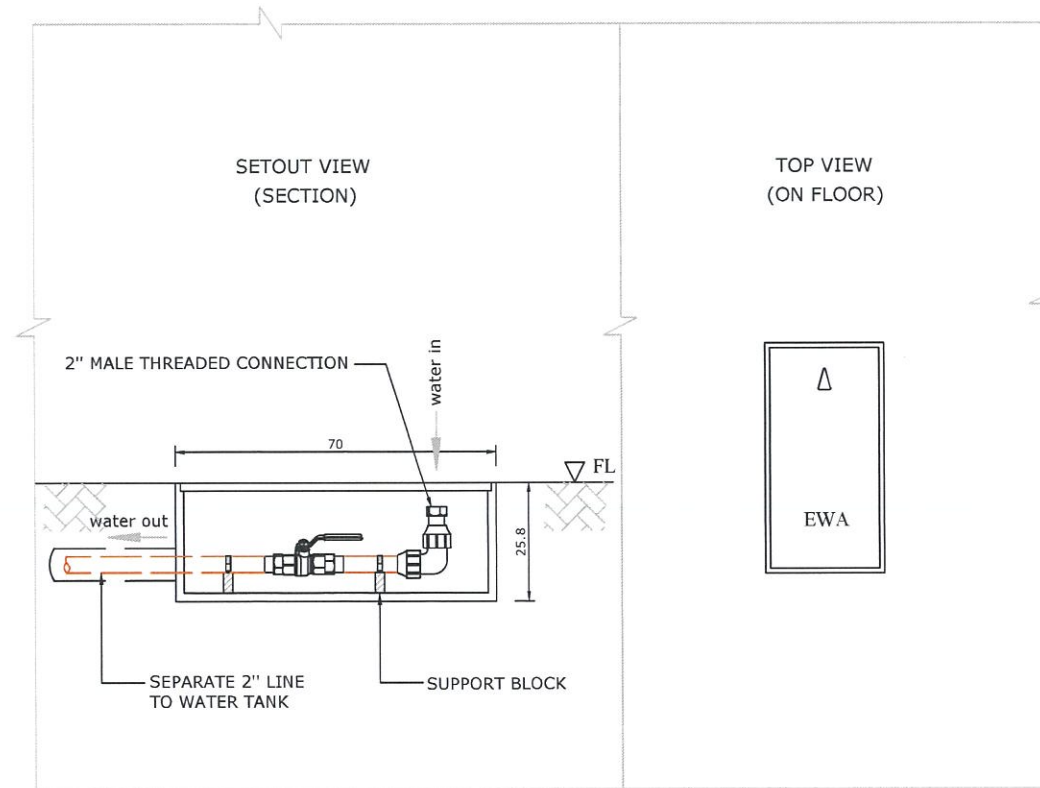 SETOUT VIEW
(SECTION)
TOP VIEW
(ON FLOOR)
2" MALE THREADED CONNECTION
water in
70
FL
water out
25.8
EWA
SEPARATE 2" LINE
TO WATER TANK
SUPPORT BLOCK